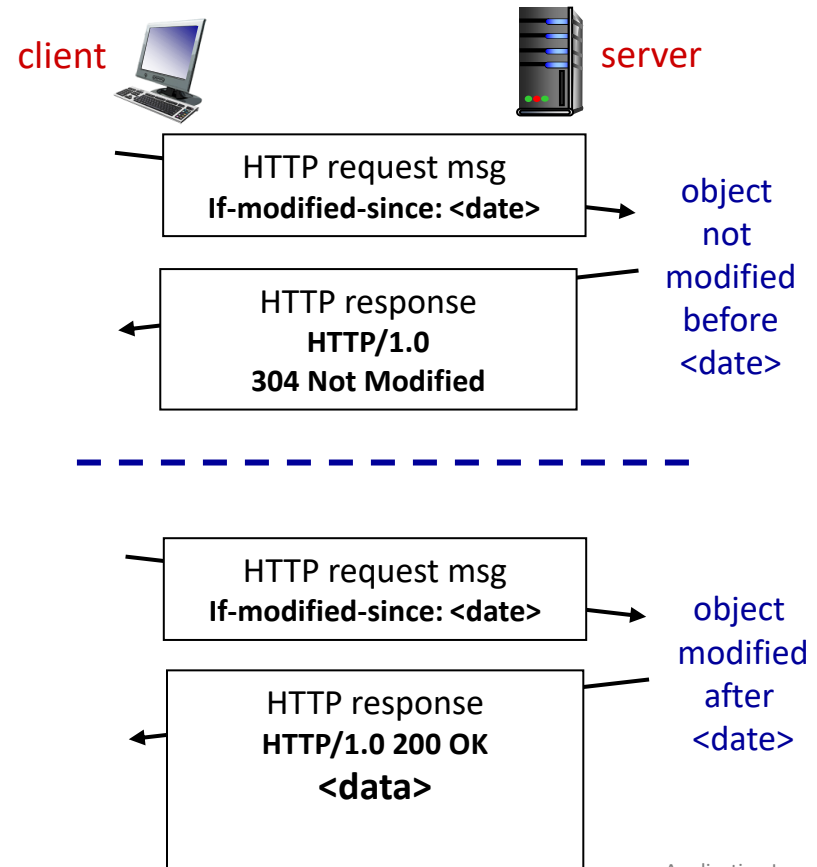 client
server
HTTP request msg
If-modified-since: <date>
object
not
modified
before
<date>
HTTP response
HTTP/1.0
304 Not Modified
HTTP request msg
If-modified-since: <date>
object
modified
after
<date>
HTTP response
HTTP/1.0 200 OK
<data>